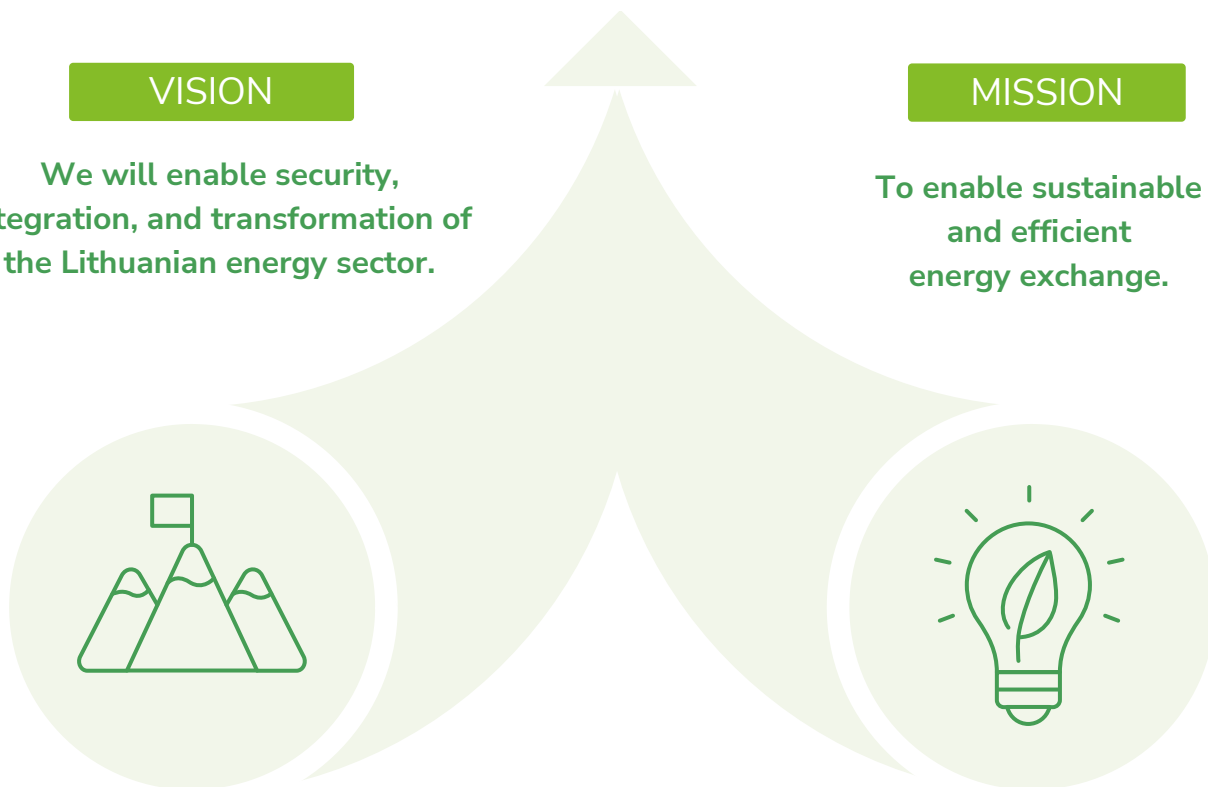 VISION
We will enable security,
tegration, and transformation of
the Lithuanian energy sector.
MISSION
To enable sustainable
and efficient
energy exchange.